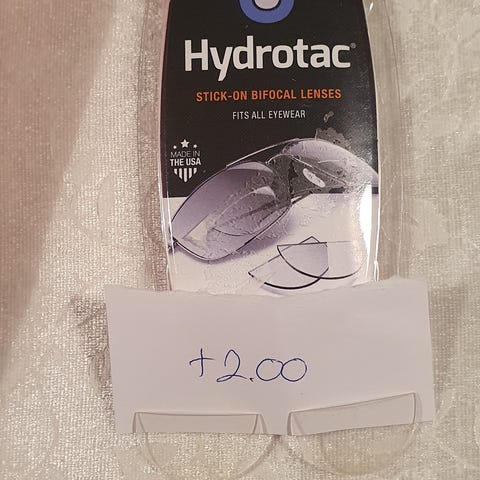 Hydrotac®
STICK-ON BIFOCAL LENSES
FITS ALL EYEWEAR
MADE IN
THE USA
+2.00